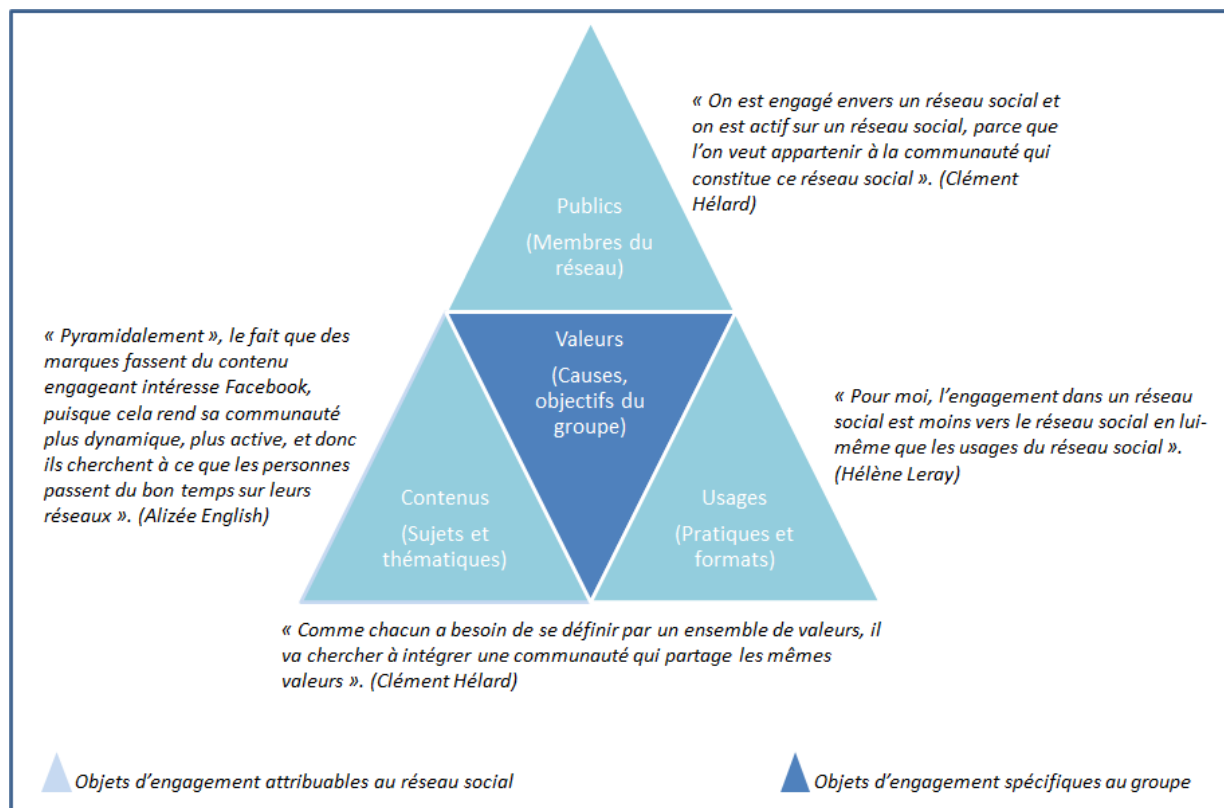 « On est engagé envers un réseau social et
on est actif sur un réseau social, parce que
l’on veut appartenir à la communauté qui
constitue ce réseau social ». (Clément
Hélard)
Publics
(Membres du
réseau)
« Pyramidalement », le fait que des
marques fassent du contenu
engageant intéresse Facebook,
puisque cela rend sa communauté
plus dynamique, plus active, et donc
ils cherchent à ce que les personnes
passent du bon temps sur leurs
réseaux ». (Alizée English)
Valeurs
(Causes,
objectifs du
groupe)
« Pour moi, l’engagement dans un réseau
social est moins vers le réseau social en lui-
même que les usages du réseau social ».
(Hélène Leray)
Contenus
(Sujets et
thématiques)
Usages
(Pratiques et
formats)
« Comme chacun a besoin de se définir par un ensemble de valeurs, il
va chercher à intégrer une communauté qui partage les mêmes
valeurs ». (Clément Hélard)
Objets d’engagement attribuables au réseau social
Objets d’engagement spécifiques au groupe